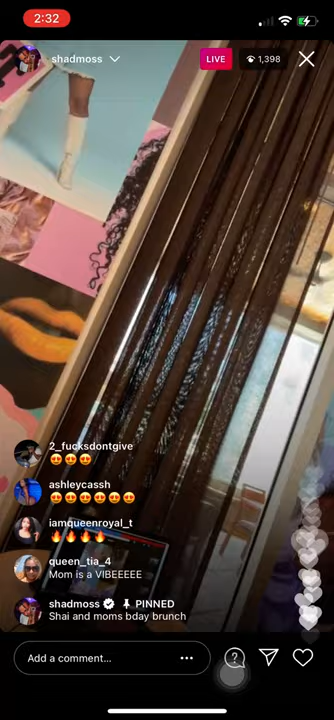 2:32
shadmoss
LIVE
1,398
2_fucksdontgive
😍😍😍
ashleycassh
😍😍😍😍😍😍
iamqueenroyal_t
🔥🔥🔥🔥
queen_tia_4
Mom is a VIBEEEEE
shadmoss PINNED
Shai and moms bday brunch
Add a comment...